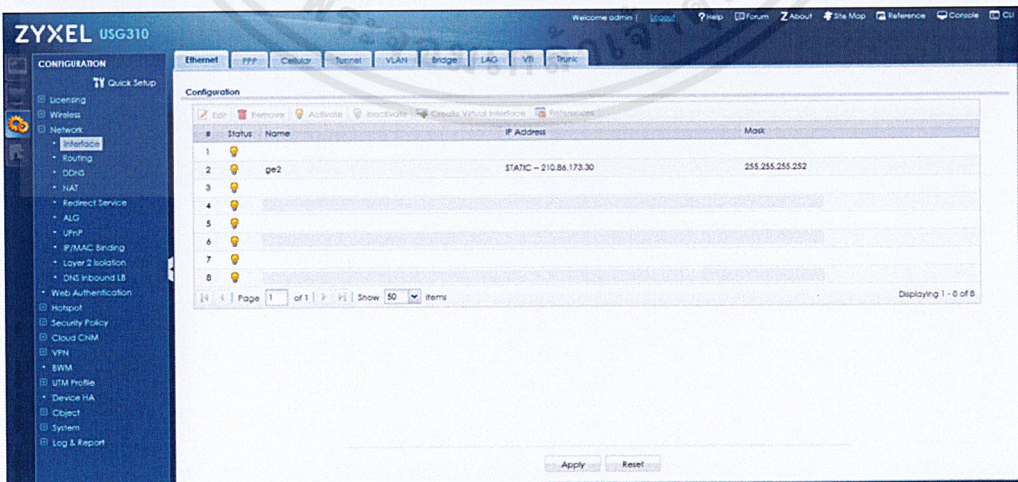 Welcome admin | Logout ?Help Forum ZAbout Site Map Reference Console CLI
ZYXEL USG310
CONFIGURATION
Quick Setup
Licensing
Wireless
Network
Interface
Routing
DDNS
NAT
Redirect Service
ALG
UPnP
IP/MAC Binding
Layer 2 Isolation
DNS Inbound LB
Web Authentication
Hotspot
Security Policy
Cloud CNM
VPN
BWM
UTM Profile
Device HA
Object
System
Log & Report
Ethernet PPP Cellular Tunnel VLAN Bridge LAG VTI Trunk
Configuration
Edit Remove Activate Inactivate Create Virtual Interface References
# Status Name IP Address Mask
1
2 ge2 STATIC -- 210.86.173.30 255.255.255.252
3
4
5
6
7
8
Page 1 of 1 Show 50 items Displaying 1 - 8 of 8
Apply Reset